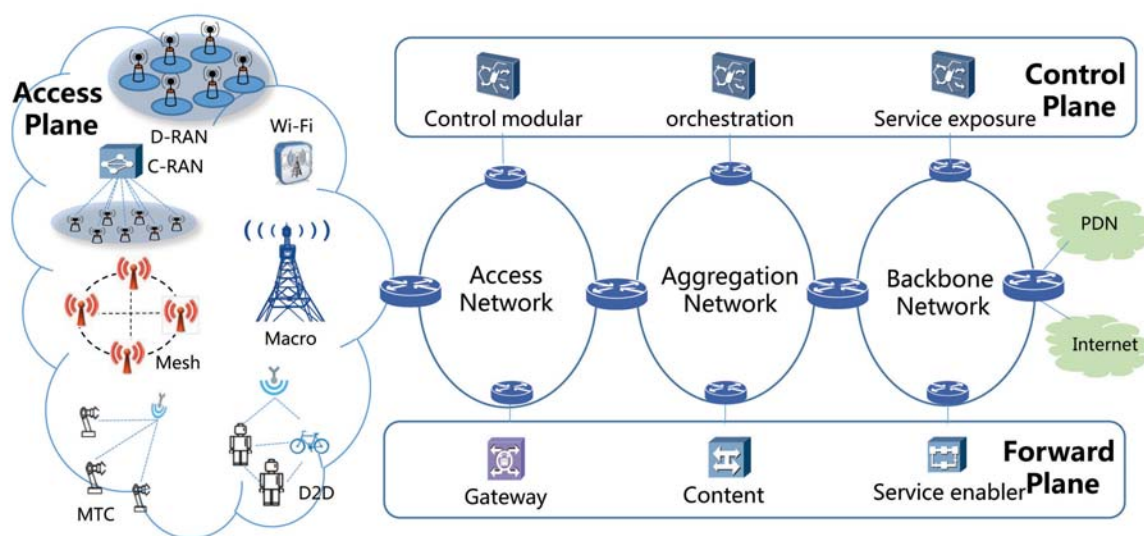 Access
Plane
D-RAN
C-RAN
Wi-Fi
Mesh
Macro
MTC
D2D
Control modular
orchestration
Service exposure
Control
Plane
Access
Network
Aggregation
Network
Backbone
Network
PDN
Internet
Gateway
Content
Service enabler
Forward
Plane